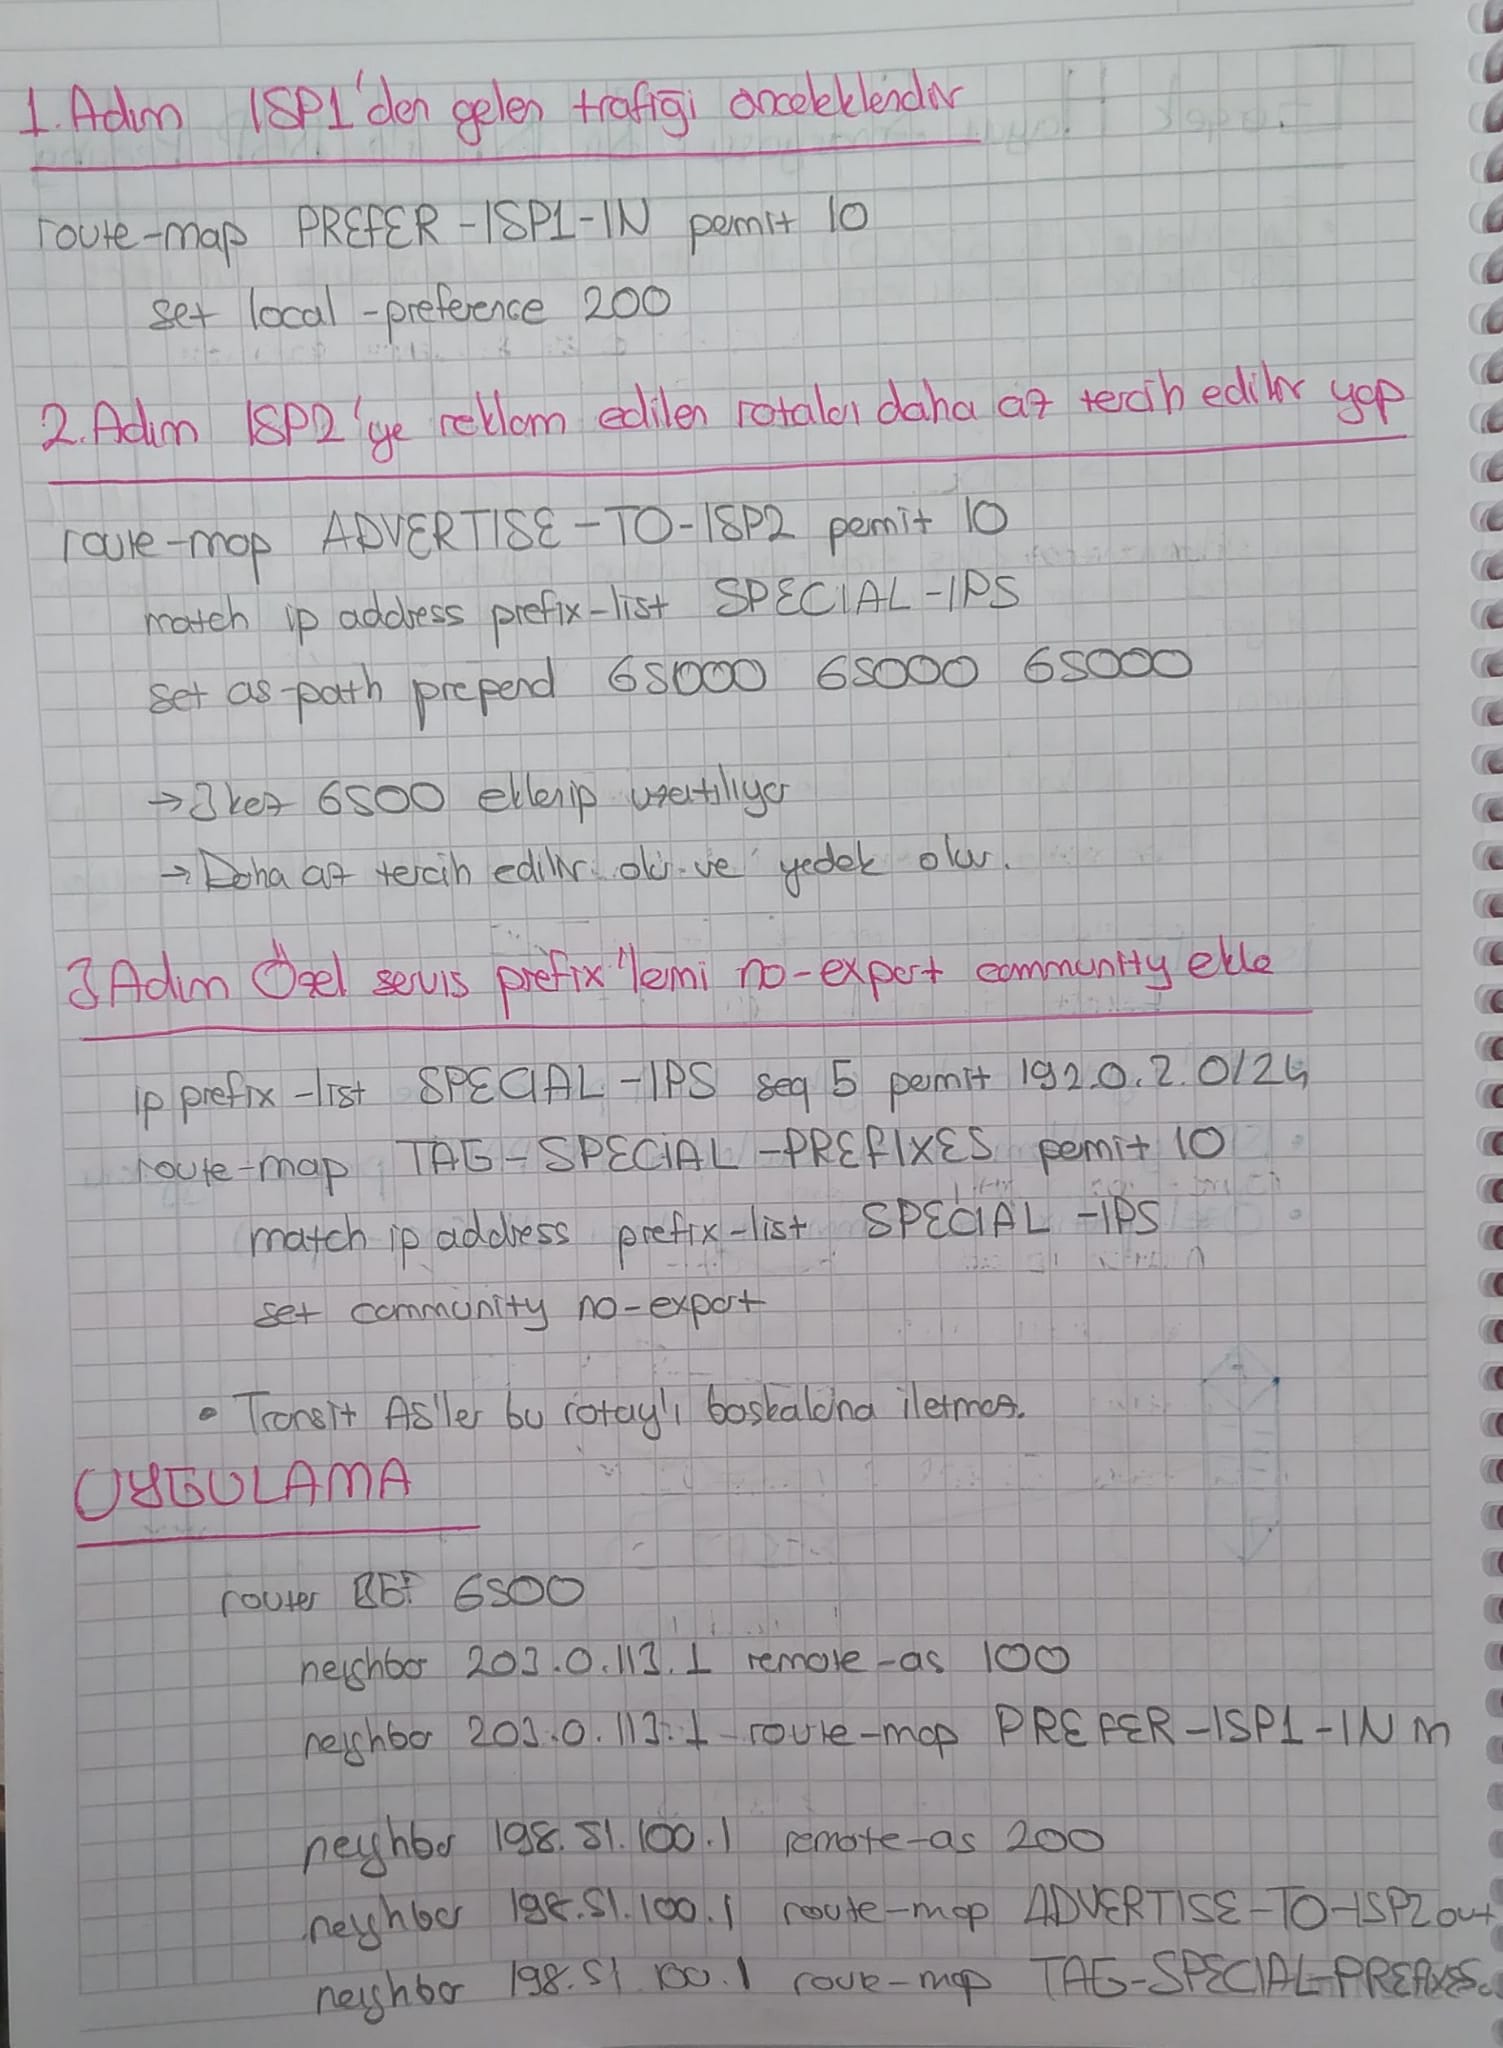 1.Adım ISP1'den gelen trafiği önceleklendir
route-map PREFER-ISP1-IN permit 10
set local-preference 200
2.Adım ISP2'ye reklam edilen rotaları daha az tercih edilir yap
route-map ADVERTISE-TO-ISP2 permit 10
match ip address prefix-list SPECIAL-IPS
set as-path prepend 65000 65000 65000
→3 kez 6500 eklenip uzatılıyor
→Daha az tercih edilir olur ve yedek olur.
3.Adım Özel servis prefix'lerini no-export community ekle
ip prefix-list SPECIAL-IPS seq 5 permit 192.0.2.0/24
route-map TAG-SPECIAL-PREFIXES permit 10
match ip address prefix-list SPECIAL-IPS
set community no-export
• Transit AS'ler bu rotay'ı baskalarına iletmez.
UYGULAMA
router 6500
neighbor 203.0.113.1 remote-as 100
neighbor 203.0.113.1 route-map PREFER-ISP1-IN in
neighbor 198.51.100.1 remote-as 200
neighbor 198.51.100.1 route-map ADVERTISE-TO-ISP2 out
neighbor 198.51.100.1 route-map TAG-SPECIAL-PREFIXES